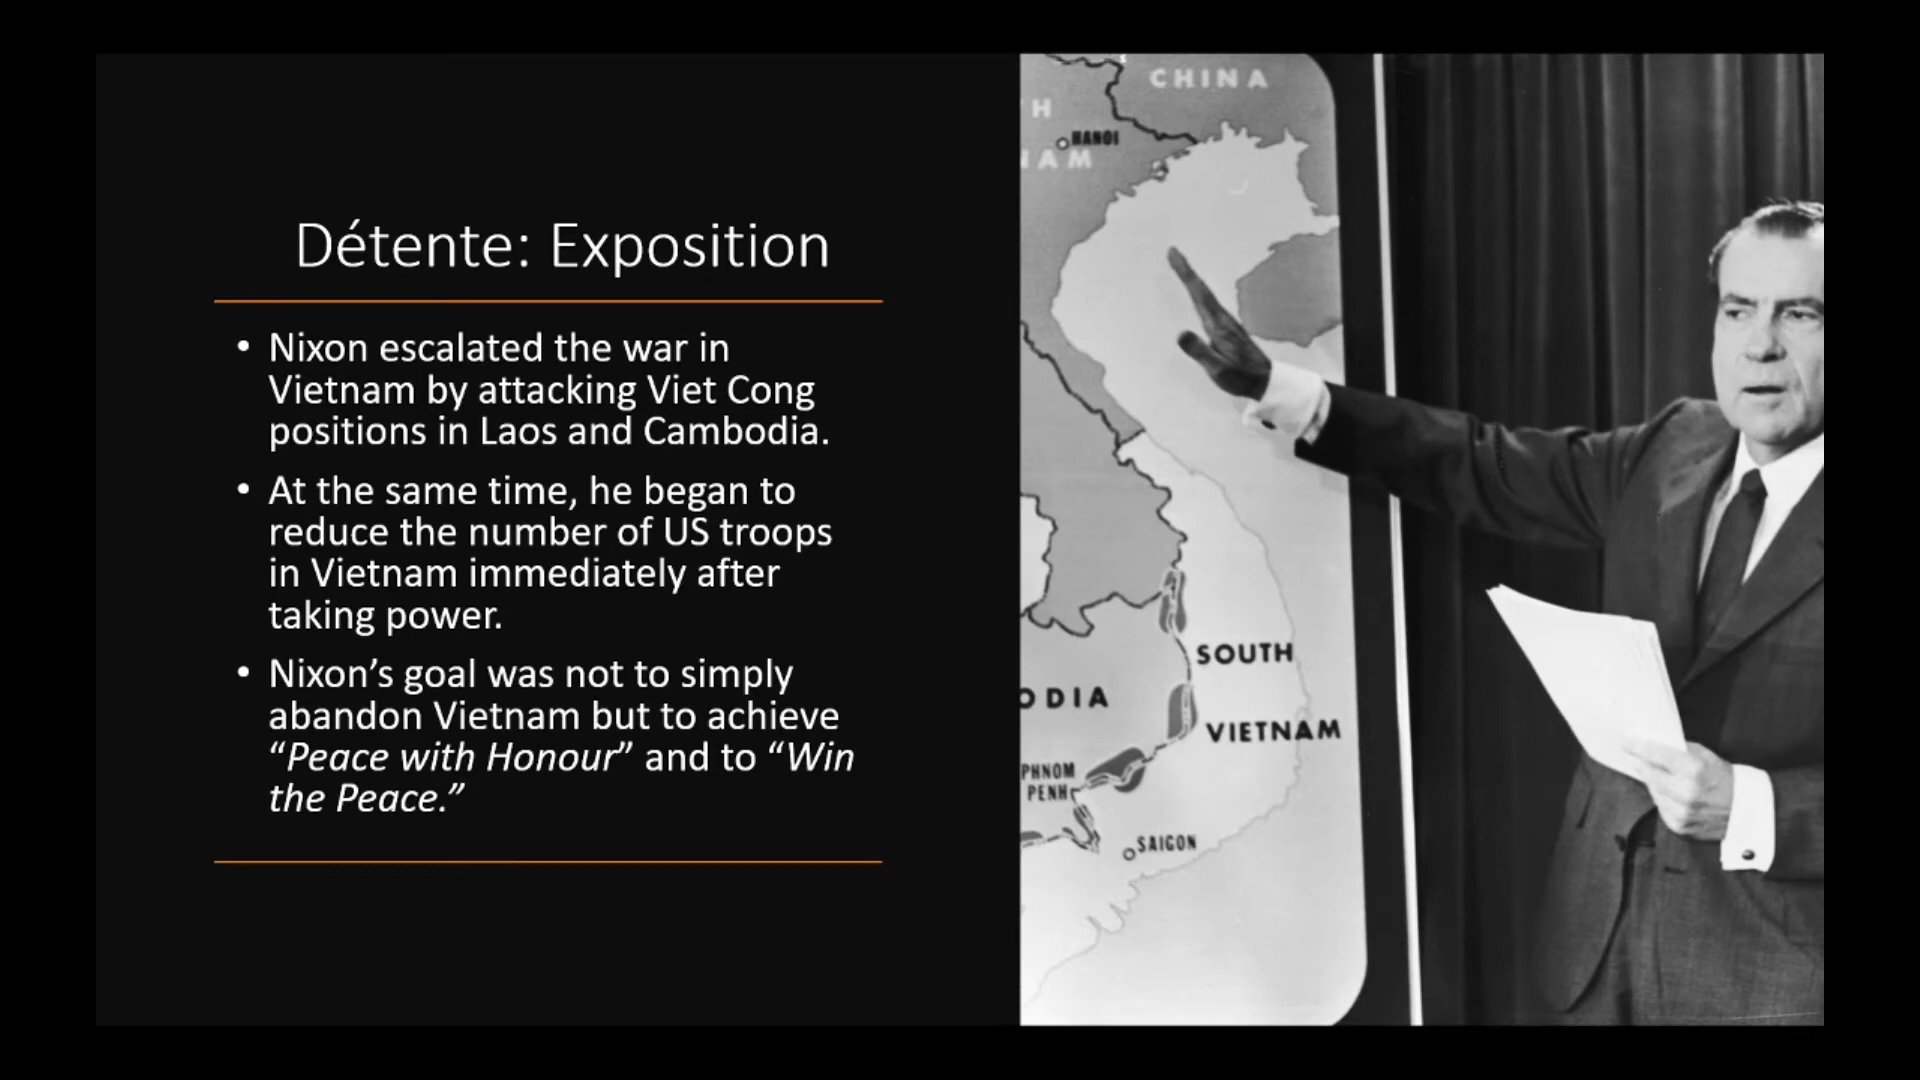 Détente: Exposition
• Nixon escalated the war in
Vietnam by attacking Viet Cong
positions in Laos and Cambodia.
• At the same time, he began to
reduce the number of US troops
in Vietnam immediately after
taking power.
• Nixon’s goal was not to simply
abandon Vietnam but to achieve
“Peace with Honour” and to “Win
the Peace.”
CHINA
H
HANOI
NAM
SOUTH
ODIA
VIETNAM
PHNOM
PENH
SAIGON